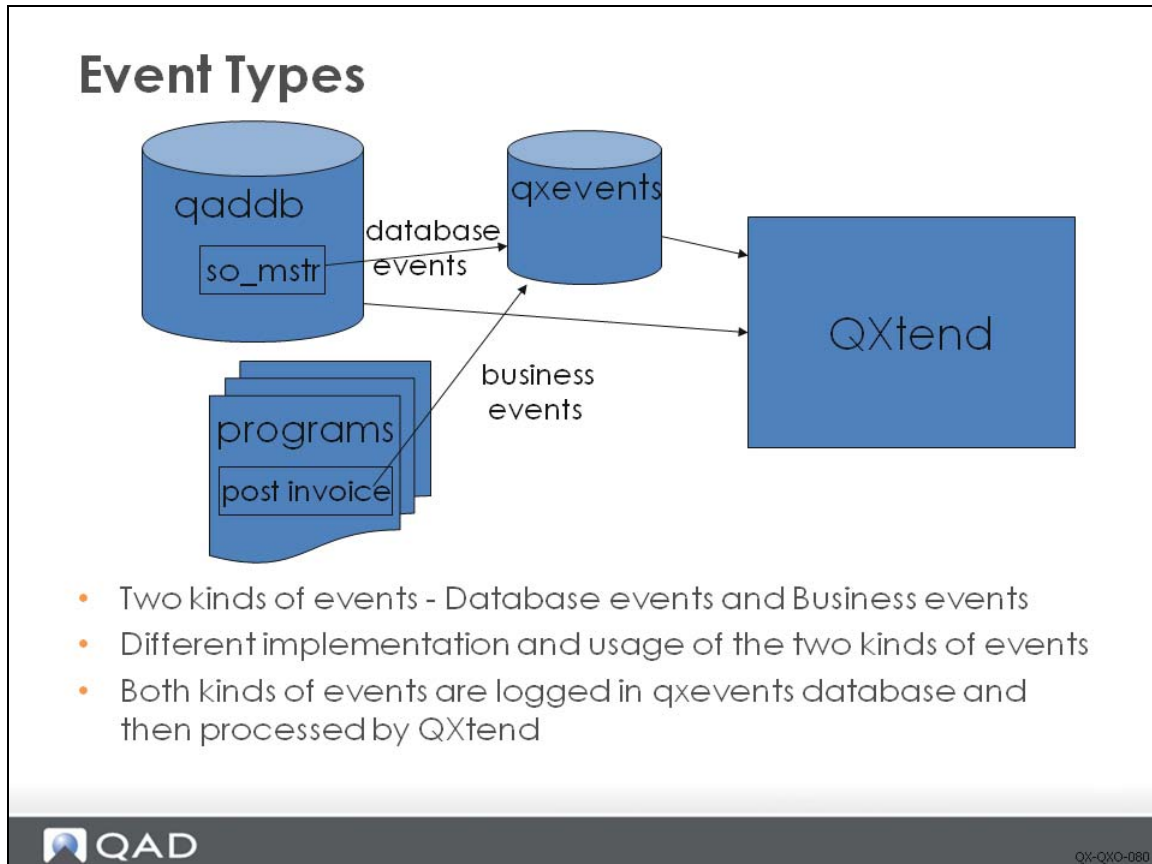 Event Types
qaddb
so_mstr
database
events
qxevents
QXtend
business
events
programs
post invoice
• Two kinds of events - Database events and Business events
• Different implementation and usage of the two kinds of events
• Both kinds of events are logged in qxevents database and
then processed by QXtend
QAD
QX-QXO-080